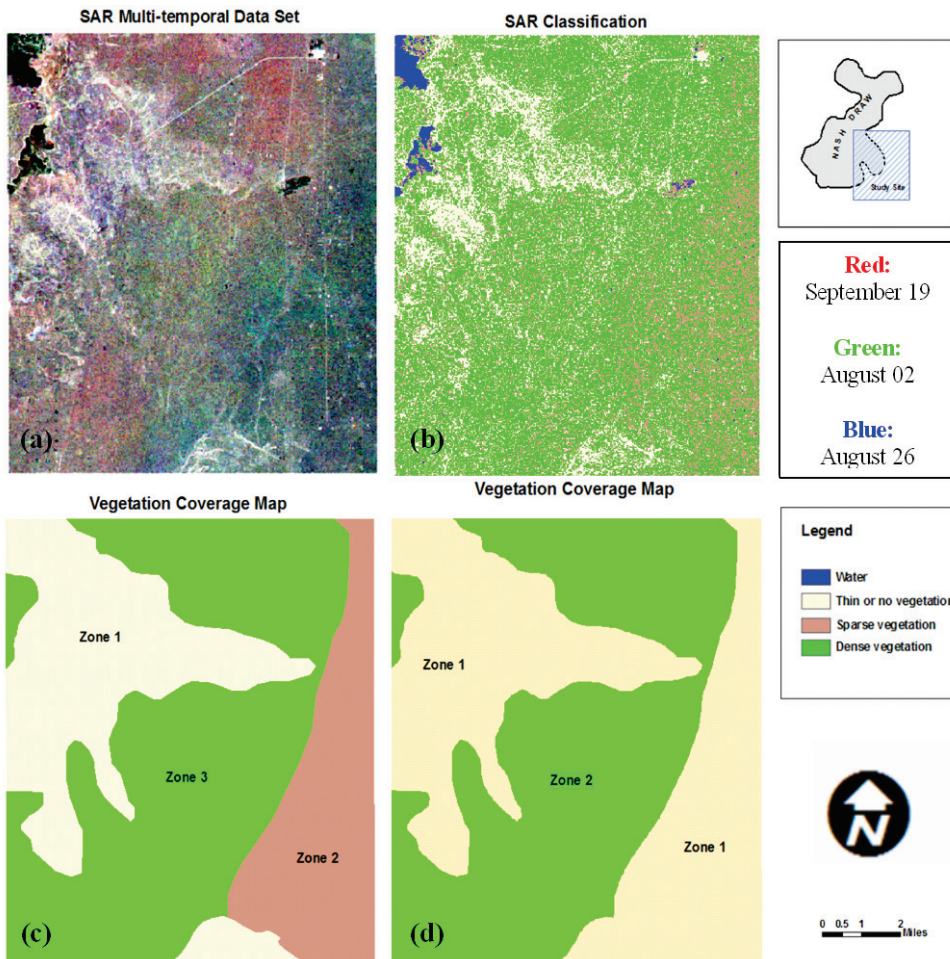 SAR Multi-temporal Data Set
SAR Classification
(a)
(b)
NASH DRAW
Study Site
Red:
September 19
Green:
August 02
Blue:
August 26
Vegetation Coverage Map
Vegetation Coverage Map
Zone 1
Zone 3
Zone 2
(c)
Zone 1
Zone 2
Zone 1
(d)
Legend
Water
Thin or no vegetation
Sparse vegetation
Dense vegetation
N
0 0.5 1 2
Miles